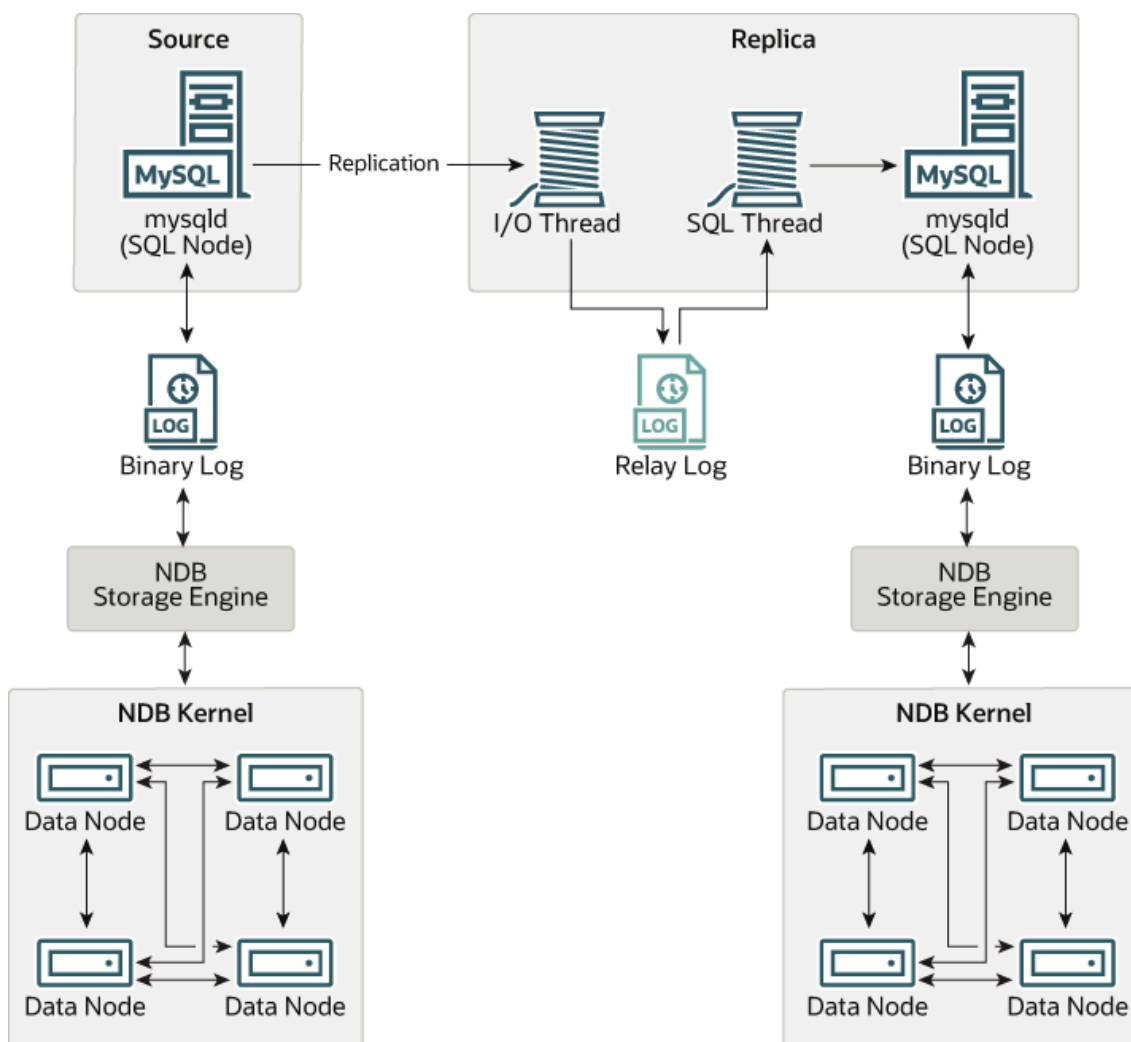 Source
MySQL
mysqld
(SQL Node)
Replication
Replica
I/O Thread
SQL Thread
MySQL
mysqld
(SQL Node)
LOG
Binary Log
LOG
Relay Log
LOG
Binary Log
NDB
Storage Engine
NDB
Storage Engine
NDB Kernel
Data Node
Data Node
Data Node
Data Node
NDB Kernel
Data Node
Data Node
Data Node
Data Node